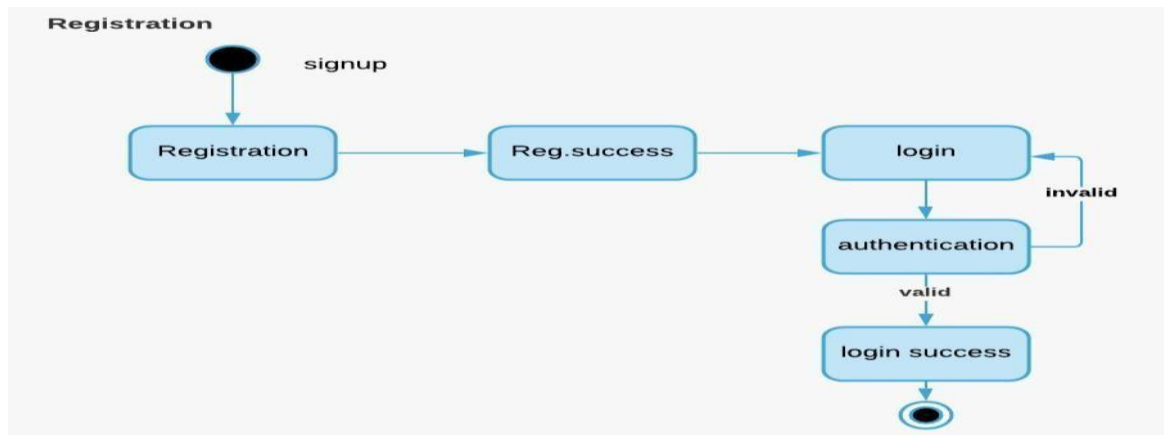 Registration
signup
Registration
Reg.success
login
invalid
authentication
valid
login success